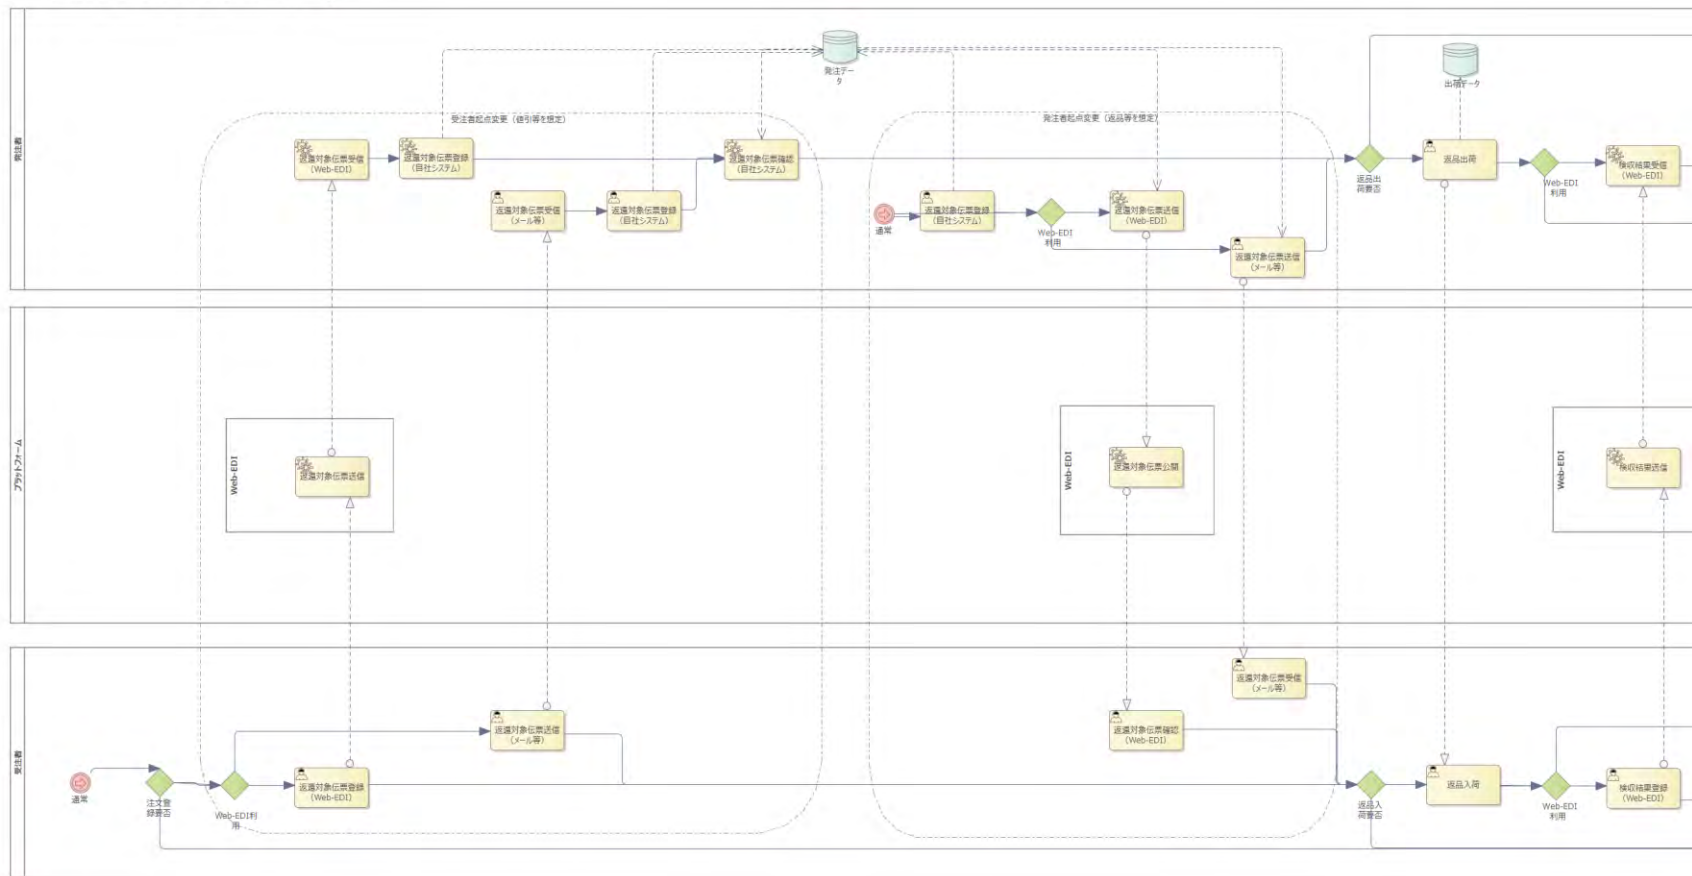 発注者
発注デー
タ
出荷データ
受注者起点変更（値引等を想定）
発注者起点変更（返品等を想定）
返還対象伝票受信
（Web-EDI）
返還対象伝票登録
（自社システム）
返還対象伝票確認
（自社システム）
返還対象伝票受信
（メール等）
返還対象伝票登録
（自社システム）
通常
返還対象伝票登録
（自社システム）
Web-EDI
利用
返還対象伝票送信
（Web-EDI）
返還対象伝票送信
（メール等）
返品出
荷要否
返品出荷
Web-EDI
利用
検収結果受信
（Web-EDI）
プラットフォーム
Web-EDI
返還対象伝票送信
Web-EDI
返還対象伝票公開
Web-EDI
検収結果送信
受注者
通常
注文登
録要否
Web-EDI利
用
返還対象伝票登録
（Web-EDI）
返還対象伝票送信
（メール等）
返還対象伝票受信
（メール等）
返還対象伝票確認
（Web-EDI）
返品入
荷要否
返品入荷
Web-EDI
利用
検収結果登録
（Web-EDI）